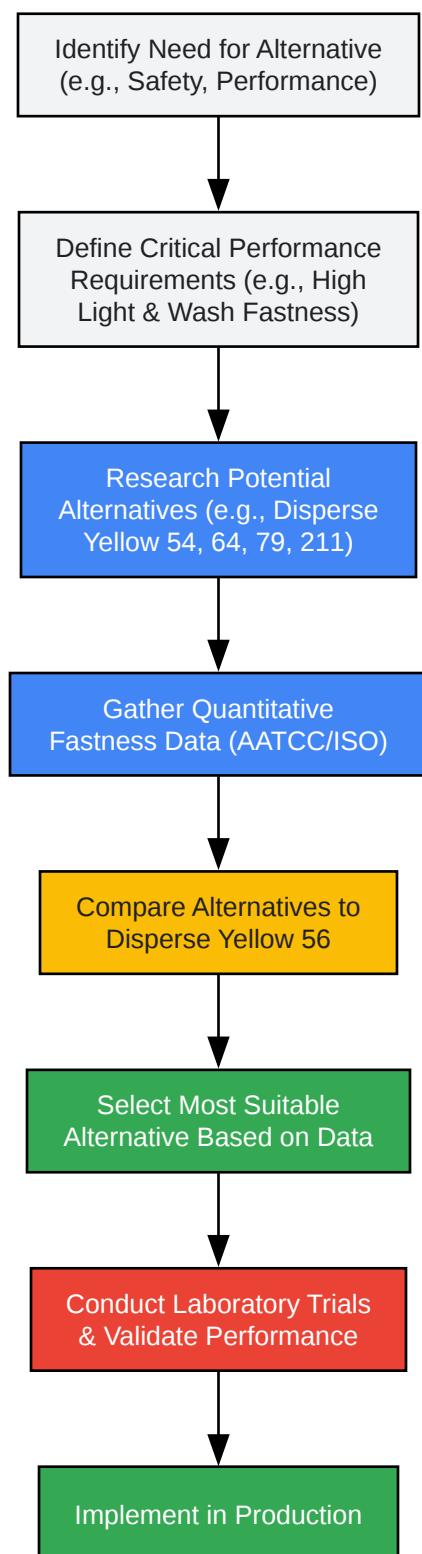 Identify Need for Alternative
(e.g., Safety, Performance)
Define Critical Performance
Requirements (e.g., High
Light & Wash Fastness)
Research Potential
Alternatives (e.g., Disperse
Yellow 54, 64, 79, 211)
Gather Quantitative
Fastness Data (AATCC/ISO)
Compare Alternatives to
Disperse Yellow 56
Select Most Suitable
Alternative Based on Data
Conduct Laboratory Trials
& Validate Performance
Implement in Production